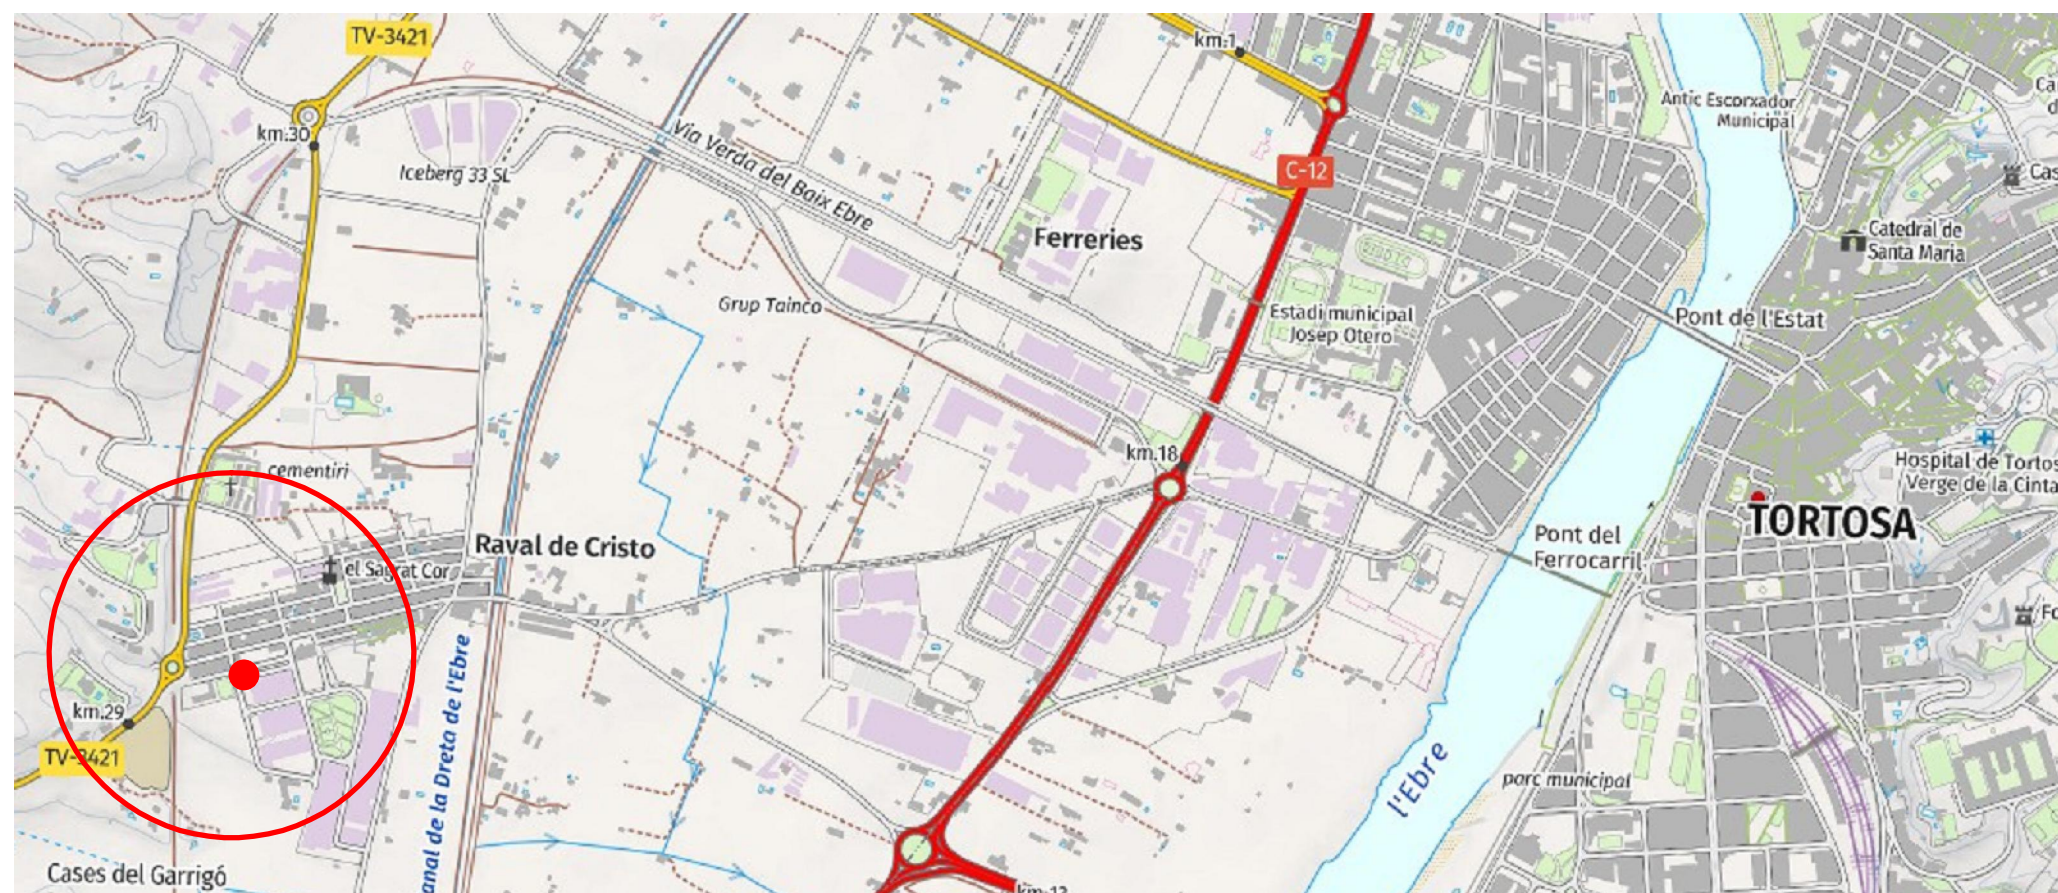 TV-3421
km.1
Antic Escorxador
Municipal
km.30
Via Verda del Baix Ebre
Iceberg 33 SL
C-12
Ferreries
Catedral de
Santa Maria
Grup Tainco
Estadi municipal
Josep Otero
Pont de l'Estat
km.18
cementiri
Hospital de Tortos
Verge de la Cinta
TORTOSA
Raval de Cristo
Pont del
Ferrocarril
el Sagrat Cor
km.29
TV-3421
anal de la Dreta de l'Ebre
l'Ebre
parc municipal
Cases del Garrigó